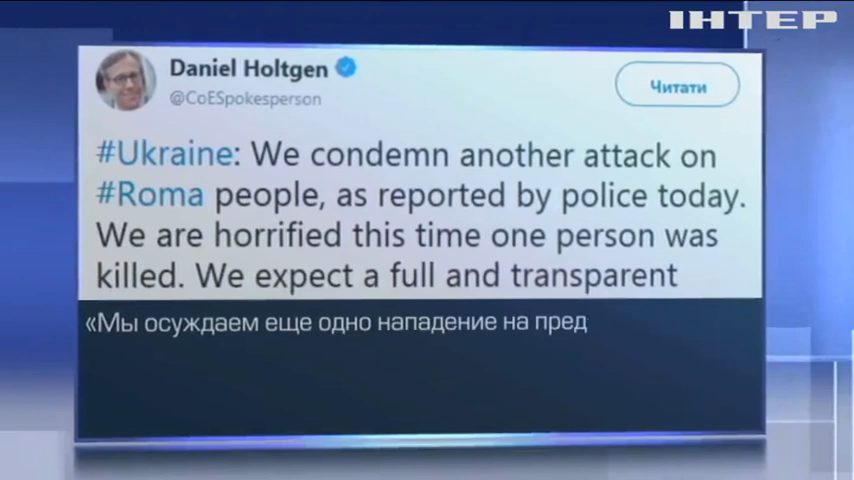 ІНТЕР
Daniel Holtgen
@CoESpokesperson
Читати
#Ukraine: We condemn another attack on
#Roma people, as reported by police today.
We are horrified this time one person was
killed. We expect a full and transparent
«Мы осуждаем еще одно нападение на пред